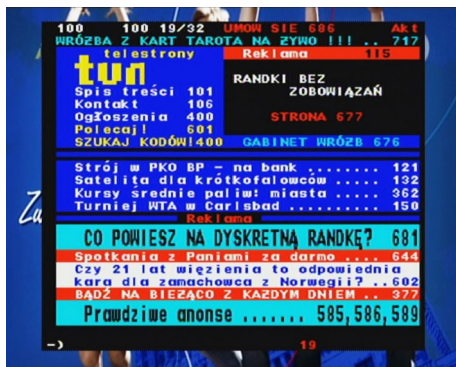 100 100 19/32 UMOW SIE 686 Akt
WRÓŻBA Z KART TAROTA NA ŻYWO !!! .. 717
telestrony
tvn
Reklama 115
RANDKI BEZ
ZOBOWIĄZAŃ
STRONA 677
Spis treści 101
Kontakt 106
Ogłoszenia 400
Polecaj! 601
SZUKAJ KODÓW!400
GABINET WRÓŻB 676
Strój w PKO BP – na bank ........ 121
Satelita dla krótkofalowców ..... 132
Kursy średnie paliw: miasta ..... 362
Turniej WTA w Carlsbad .......... 150
Reklama
CO POWIESZ NA DYSKRETNĄ RANDKĘ? 681
Spotkania z Paniami za darmo .... 644
Czy 21 lat więzienia to odpowiednia
kara dla zamachowca z Norwegii? ..602
BĄDŹ NA BIEŻĄCO Z KAŻDYM DNIEM .. 377
Prawdziwe anonse ....... 585,586,589
Zu
–) 19